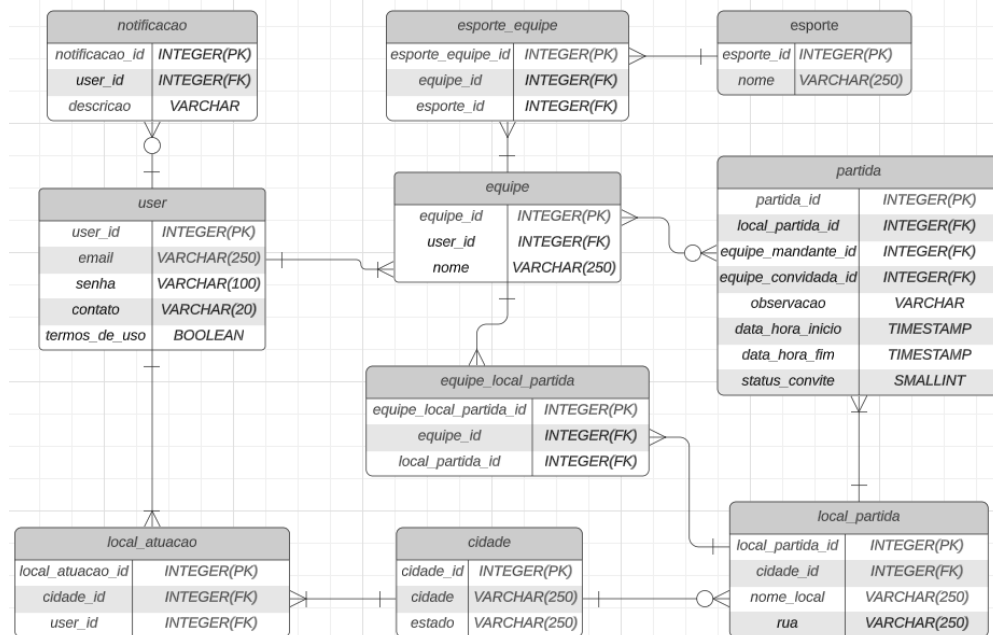 notificacao
notificacao_id INTEGER(PK)
user_id INTEGER(FK)
descricao VARCHAR
esporte_equipe
esporte_equipe_id INTEGER(PK)
equipe_id INTEGER(FK)
esporte_id INTEGER(FK)
esporte
esporte_id INTEGER(PK)
nome VARCHAR(250)
user
user_id INTEGER(PK)
email VARCHAR(250)
senha VARCHAR(100)
contato VARCHAR(20)
termos_de_uso BOOLEAN
equipe
equipe_id INTEGER(PK)
user_id INTEGER(FK)
nome VARCHAR(250)
partida
partida_id INTEGER(PK)
local_partida_id INTEGER(FK)
equipe_mandante_id INTEGER(FK)
equipe_convidada_id INTEGER(FK)
observacao VARCHAR
data_hora_inicio TIMESTAMP
data_hora_fim TIMESTAMP
status_convite SMALLINT
equipe_local_partida
equipe_local_partida_id INTEGER(PK)
equipe_id INTEGER(FK)
local_partida_id INTEGER(FK)
local_atuacao
local_atuacao_id INTEGER(PK)
cidade_id INTEGER(FK)
user_id INTEGER(FK)
cidade
cidade_id INTEGER(PK)
cidade VARCHAR(250)
estado VARCHAR(250)
local_partida
local_partida_id INTEGER(PK)
cidade_id INTEGER(FK)
nome_local VARCHAR(250)
rua VARCHAR(250)